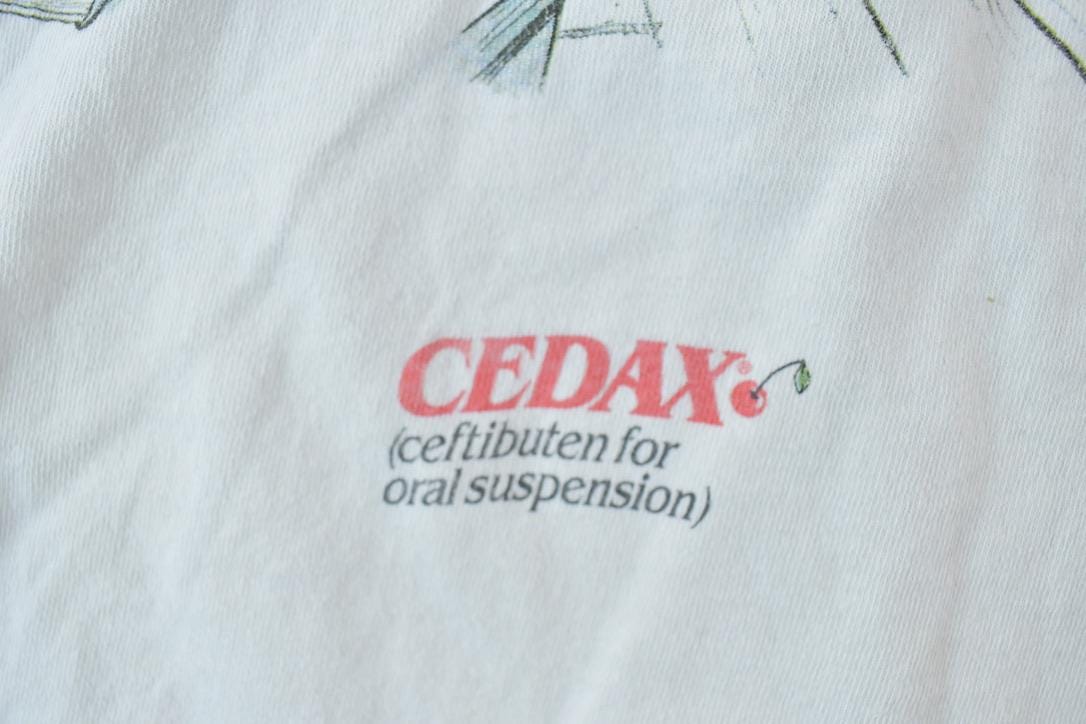 CEDAX®
(ceftibuten for
oral suspension)